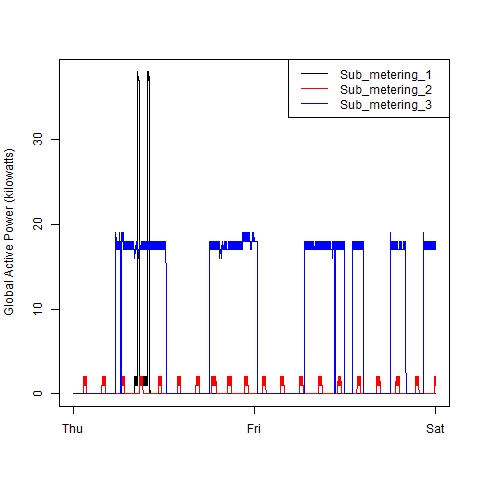 Sub_metering_1
Sub_metering_2
Sub_metering_3
Global Active Power (kilowatts)
30
20
10
0
Thu
Fri
Sat